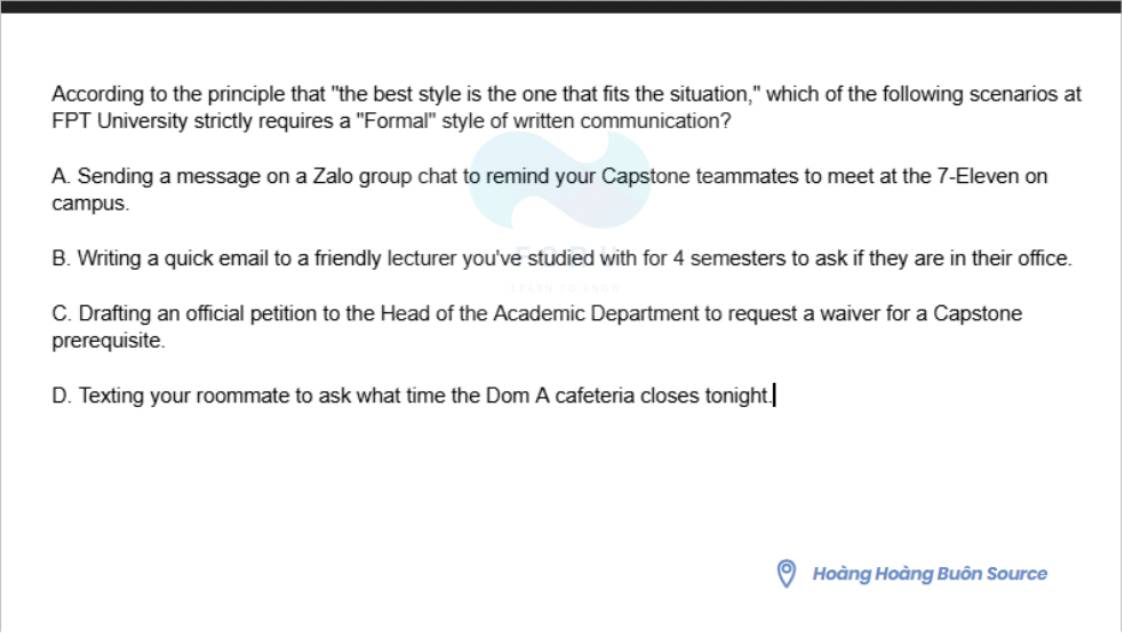 According to the principle that "the best style is the one that fits the situation," which of the following scenarios at
FPT University strictly requires a "Formal" style of written communication?
A. Sending a message on a Zalo group chat to remind your Capstone teammates to meet at the 7-Eleven on
campus.
B. Writing a quick email to a friendly lecturer you've studied with for 4 semesters to ask if they are in their office.
C. Drafting an official petition to the Head of the Academic Department to request a waiver for a Capstone
prerequisite.
D. Texting your roommate to ask what time the Dom A cafeteria closes tonight.
Hoàng Hoàng Buôn Source